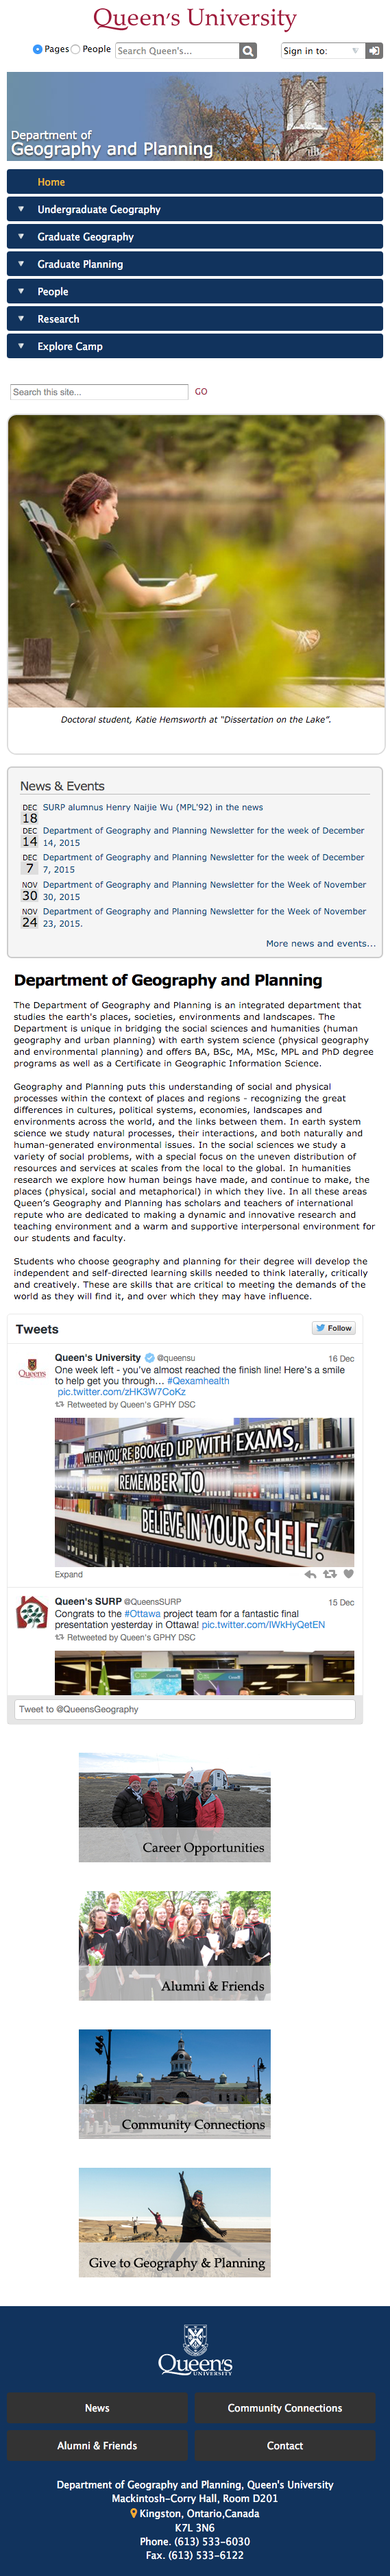 Queen's University
Pages People Search Queen's... Sign in to:
Department of
Geography and Planning
Home
Undergraduate Geography
Graduate Geography
Graduate Planning
People
Research
Explore Camp
Search this site... GO
Doctoral student, Katie Hemsworth at "Dissertation on the Lake".
News & Events
DEC
18
SURP alumnus Henry Naijie Wu (MPL'92) in the news
DEC
14
Department of Geography and Planning Newsletter for the week of December
14, 2015
DEC
7
Department of Geography and Planning Newsletter for the week of December
7, 2015
NOV
30
Department of Geography and Planning Newsletter for the Week of November
30, 2015
NOV
24
Department of Geography and Planning Newsletter for the Week of November
23, 2015.
More news and events...
Department of Geography and Planning
The Department of Geography and Planning is an integrated department that
studies the earth's places, societies, environments and landscapes. The
Department is unique in bridging the social sciences and humanities (human
geography and urban planning) with earth system science (physical geography
and environmental planning) and offers BA, BSc, MA, MSc, MPL and PhD degree
programs as well as a Certificate in Geographic Information Science.
Geography and Planning puts this understanding of social and physical
processes within the context of places and regions - recognizing the great
differences in cultures, political systems, economies, landscapes and
environments across the world, and the links between them. In earth system
science we study natural processes, their interactions, and both naturally and
human-generated environmental issues. In the social sciences we study a
variety of social problems, with a special focus on the uneven distribution of
resources and services at scales from the local to the global. In humanities
research we explore how human beings have made, and continue to make, the
places (physical, social and metaphorical) in which they live. In all these areas
Queen's Geography and Planning has scholars and teachers of international
repute who are dedicated to making a dynamic and innovative research and
teaching environment and a warm and supportive interpersonal environment for
our students and faculty.
Students who choose geography and planning for their degree will develop the
independent and self-directed learning skills needed to think laterally, critically
and creatively. These are skills that are critical to meeting the demands of the
world as they will find it, and over which they may have influence.
Tweets Follow
Queen's University @queensu 16 Dec
One week left - you've almost reached the finish line! Here's a smile
to help get you through… #Qexamhealth
pic.twitter.com/zHK3W7CoKz
Retweeted by Queen's GPHY DSC
WHEN YOU'RE BOOKED UP WITH EXAMS,
REMEMBER TO
BELIEVE IN YOUR SHELF.
Expand
Queen's SURP @QueensSURP 15 Dec
Congrats to the #Ottawa project team for a fantastic final
presentation yesterday in Ottawa! pic.twitter.com/IWkHyQetEN
Retweeted by Queen's GPHY DSC
Tweet to @QueensGeography
Career Opportunities
Alumni & Friends
Community Connections
Give to Geography & Planning
Queen's
UNIVERSITY
News Community Connections
Alumni & Friends Contact
Department of Geography and Planning, Queen's University
Mackintosh-Corry Hall, Room D201
Kingston, Ontario,Canada
K7L 3N6
Phone. (613) 533-6030
Fax. (613) 533-6122